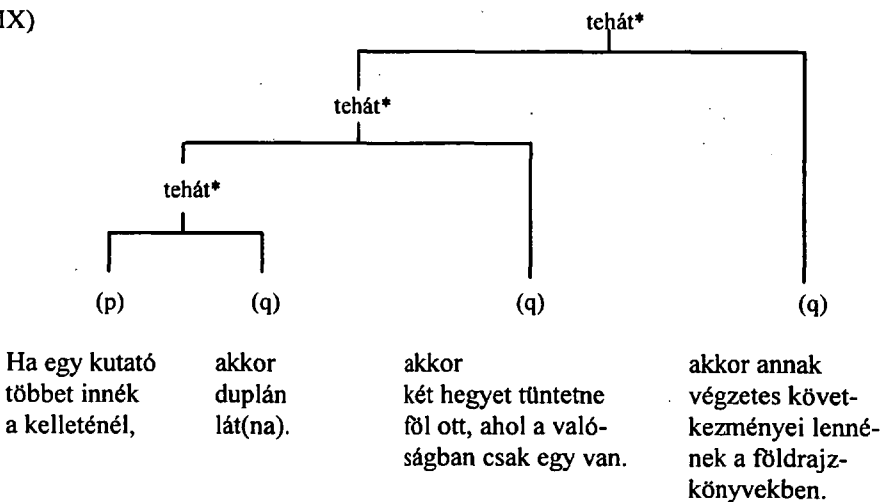 IX)
tehát*
tehát*
tehát*
(p) (q) (q) (q)
Ha egy kutató
többet innék
a kelleténél,
akkor
duplán
lát(na).
akkor
két hegyet tüntetne
föl ott, ahol a való-
ságban csak egy van.
akkor annak
végzetes követ-
kezményei lenné-
nek a földrajz-
könyvekben.